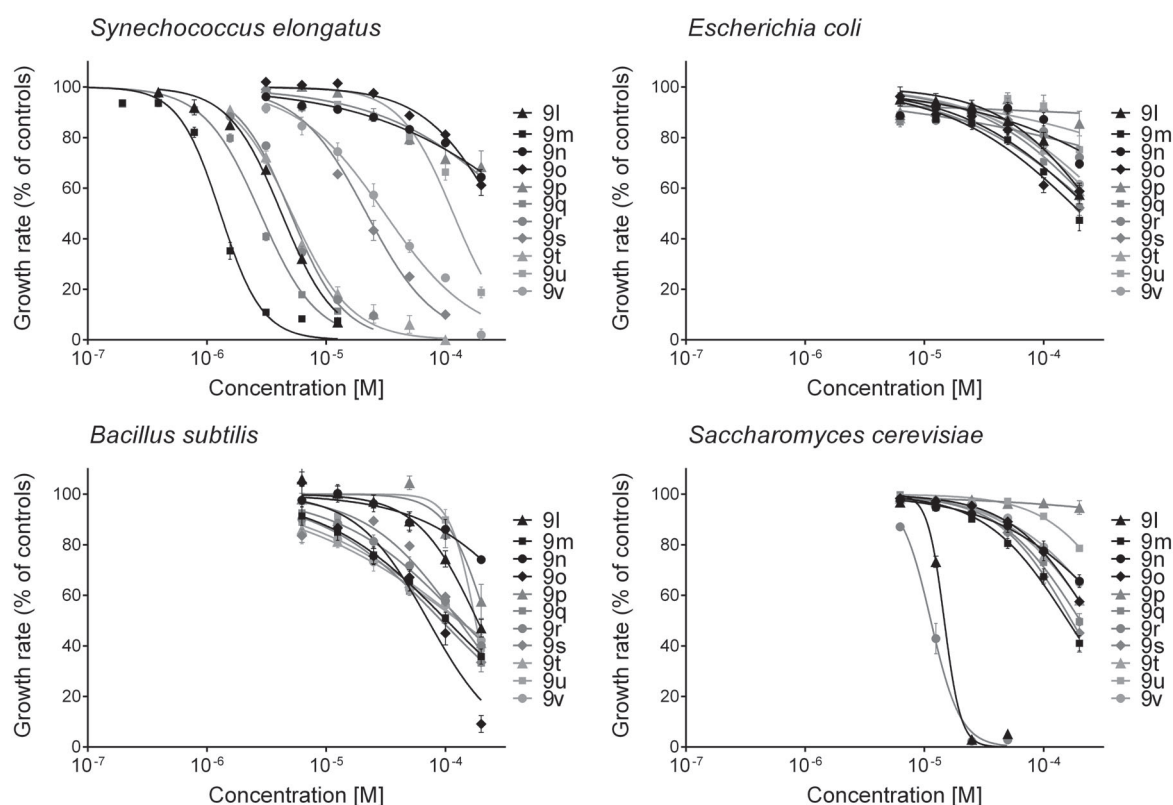 Synechococcus elongatus
Growth rate (% of controls)
100
80
60
40
20
0
10-7
10-6
10-5
10-4
Concentration [M]
9l
9m
9n
9o
9p
9q
9r
9s
9t
9u
9v
Escherichia coli
Growth rate (% of controls)
100
80
60
40
20
0
10-7
10-6
10-5
10-4
Concentration [M]
9l
9m
9n
9o
9p
9q
9r
9s
9t
9u
9v
Bacillus subtilis
Growth rate (% of controls)
100
80
60
40
20
0
10-7
10-6
10-5
10-4
Concentration [M]
9l
9m
9n
9o
9p
9q
9r
9s
9t
9u
9v
Saccharomyces cerevisiae
Growth rate (% of controls)
100
80
60
40
20
0
10-7
10-6
10-5
10-4
Concentration [M]
9l
9m
9n
9o
9p
9q
9r
9s
9t
9u
9v